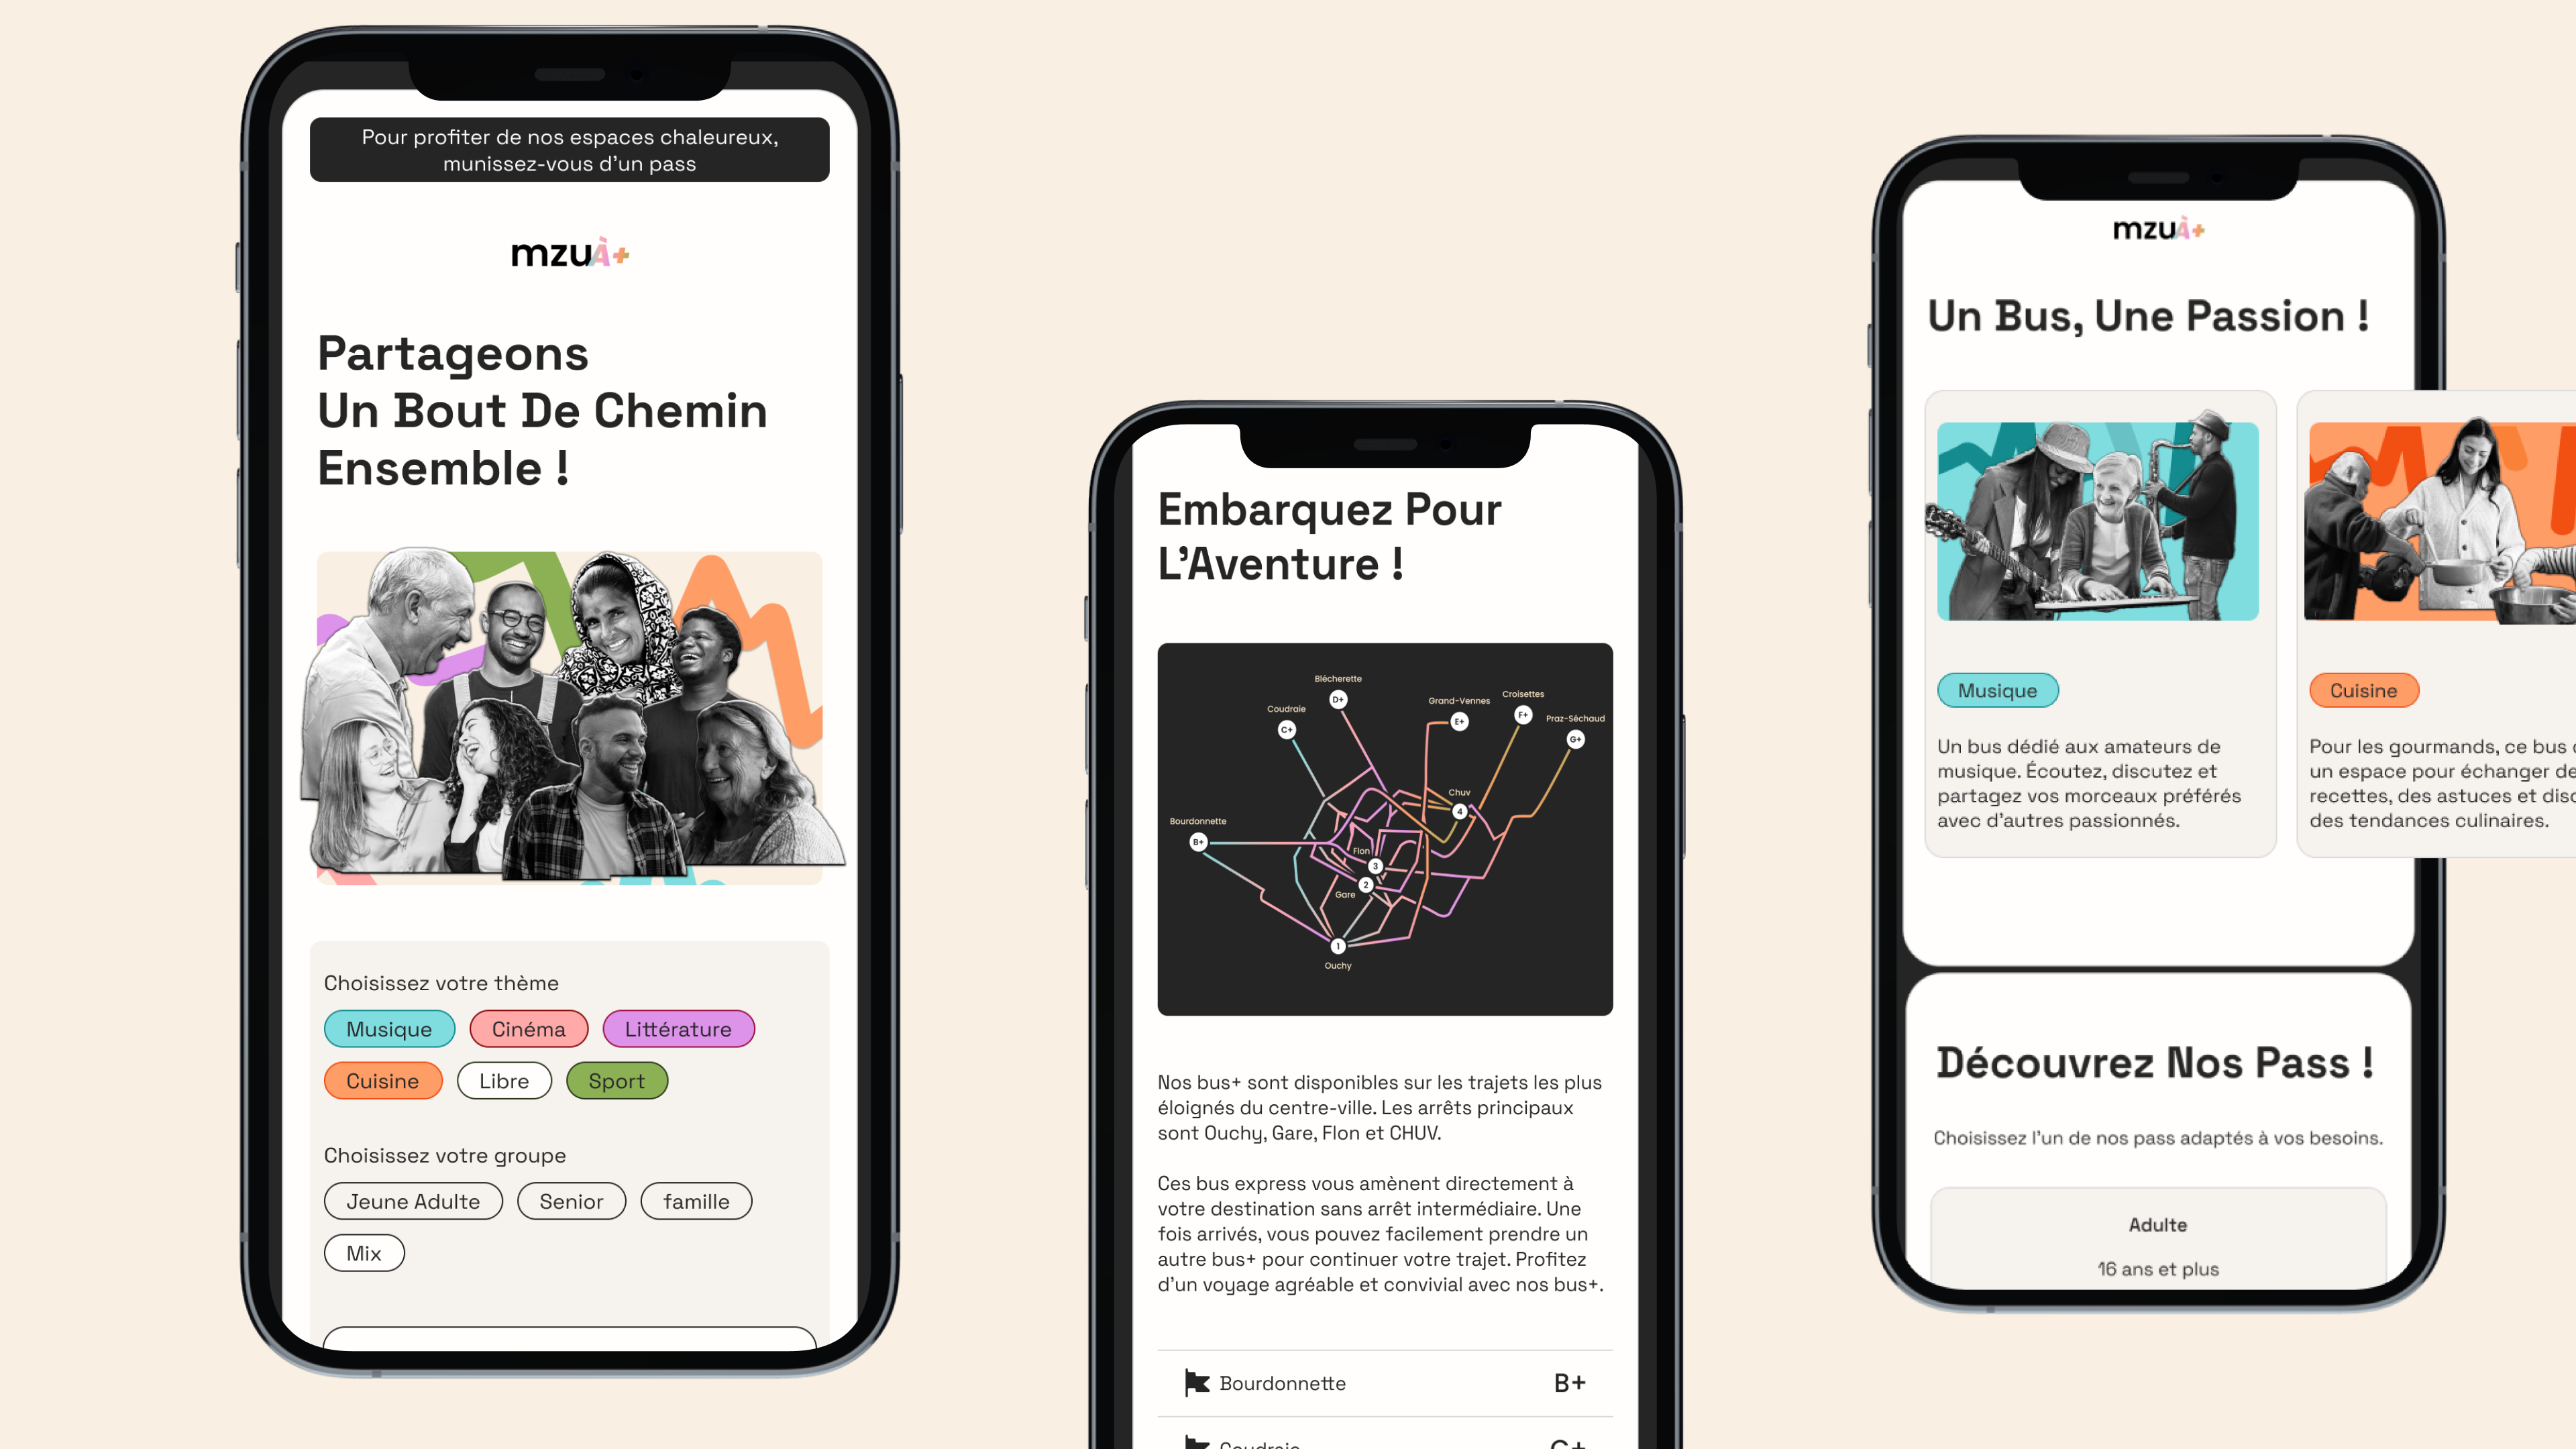 Pour profiter de nos espaces chaleureux,
munissez-vous d'un pass
mzuÀ+
Partageons
Un Bout De Chemin
Ensemble !
Choisissez votre thème
Musique
Cinéma
Littérature
Cuisine
Libre
Sport
Choisissez votre groupe
Jeune Adulte
Senior
famille
Mix
Embarquez Pour
L'Aventure !
Blécherette
D+
Coudraie
C+
Grand-Vennes
E+
Croisettes
F+
Praz-Séchaud
G+
Chuv
4
Bourdonnette
B+
Flon
3
2
Gare
1
Ouchy
Nos bus+ sont disponibles sur les trajets les plus
éloignés du centre-ville. Les arrêts principaux
sont Ouchy, Gare, Flon et CHUV.
Ces bus express vous amènent directement à
votre destination sans arrêt intermédiaire. Une
fois arrivés, vous pouvez facilement prendre un
autre bus+ pour continuer votre trajet. Profitez
d'un voyage agréable et convivial avec nos bus+.
Bourdonnette B+
Coudraie C+
mzuÀ+
Un Bus, Une Passion !
Musique
Un bus dédié aux amateurs de
musique. Écoutez, discutez et
partagez vos morceaux préférés
avec d'autres passionnés.
Cuisine
Pour les gourmands, ce bus
un espace pour échanger de
recettes, des astuces et
des tendances culinaires.
Découvrez Nos Pass !
Choisissez l'un de nos pass adaptés à vos besoins.
Adulte
16 ans et plus